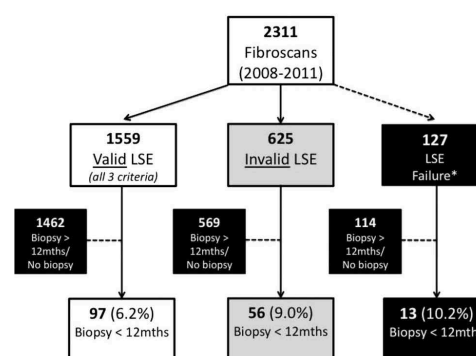 2311
Fibroscans
(2008-2011)
1559
Valid LSE
(all 3 criteria)
625
Invalid LSE
127
LSE
Failure*
1462
Biopsy >
12mths/
No biopsy
569
Biopsy >
12mths/
No biopsy
114
Biopsy >
12mths/
No biopsy
97 (6.2%)
Biopsy < 12mths
56 (9.0%)
Biopsy < 12mths
13 (10.2%)
Biopsy < 12mths